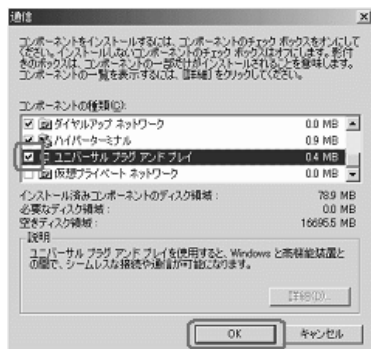 通信
コンポーネントをインストールするには、コンポーネントのチェック ボックスをオンにして
ください。インストールしないコンポーネントのチェック ボックスはオフにします。影付
きのボックスは、コンポーネントの一部だけがインストールされることを意味します。
コンポーネントの一覧を表示するには、[詳細] をクリックしてください。
コンポーネントの種類(C):
ダイヤルアップ ネットワーク 0.0 MB
ハイパーターミナル 0.9 MB
ユニバーサル プラグ アンド プレイ 0.4 MB
仮想プライベート ネットワーク 0.0 MB
インストール済みコンポーネントのディスク領域: 78.9 MB
必要なディスク領域: 0.0 MB
空きディスク領域: 16695.5 MB
説明
ユニバーサル プラグ アンド プレイを使用すると、Windows と高機能装置と
の間で、シームレスな接続や通信が可能になります。
詳細(D)...
OK キャンセル